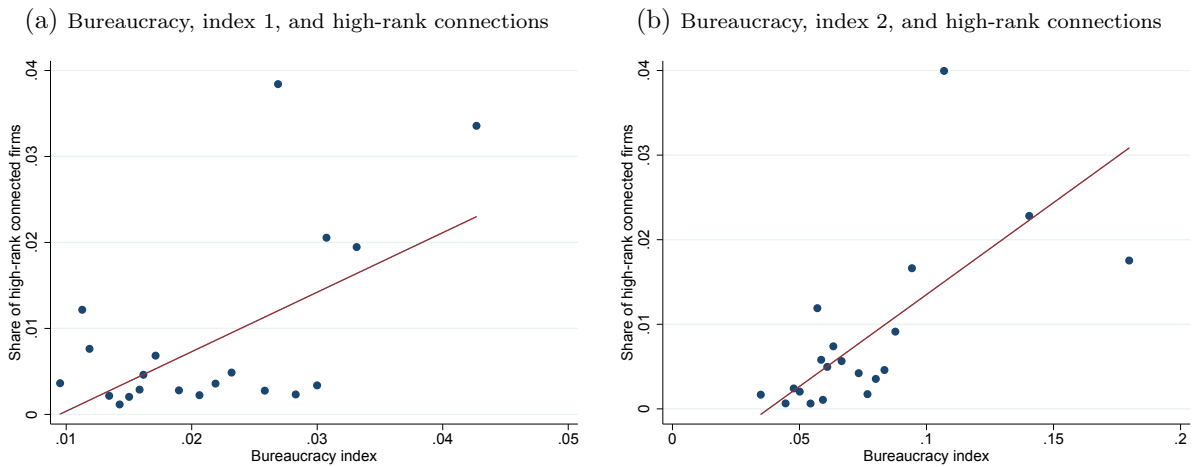 (a) Bureaucracy, index 1, and high-rank connections
Share of high-rank connected firms
.04
.03
.02
.01
0
.01 .02 .03 .04 .05
Bureaucracy index
(b) Bureaucracy, index 2, and high-rank connections
Share of high-rank connected firms
.04
.03
.02
.01
0
0 .05 .1 .15 .2
Bureaucracy index